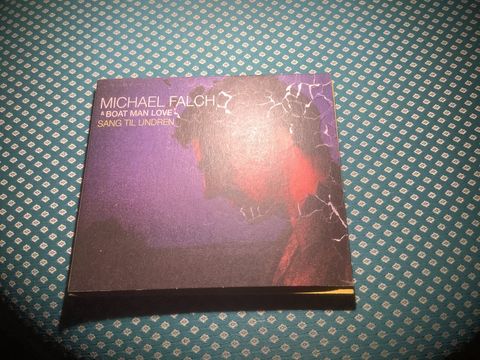 MICHAEL FALCH
& BOAT MAN LOVE
SANG TIL UNDREN